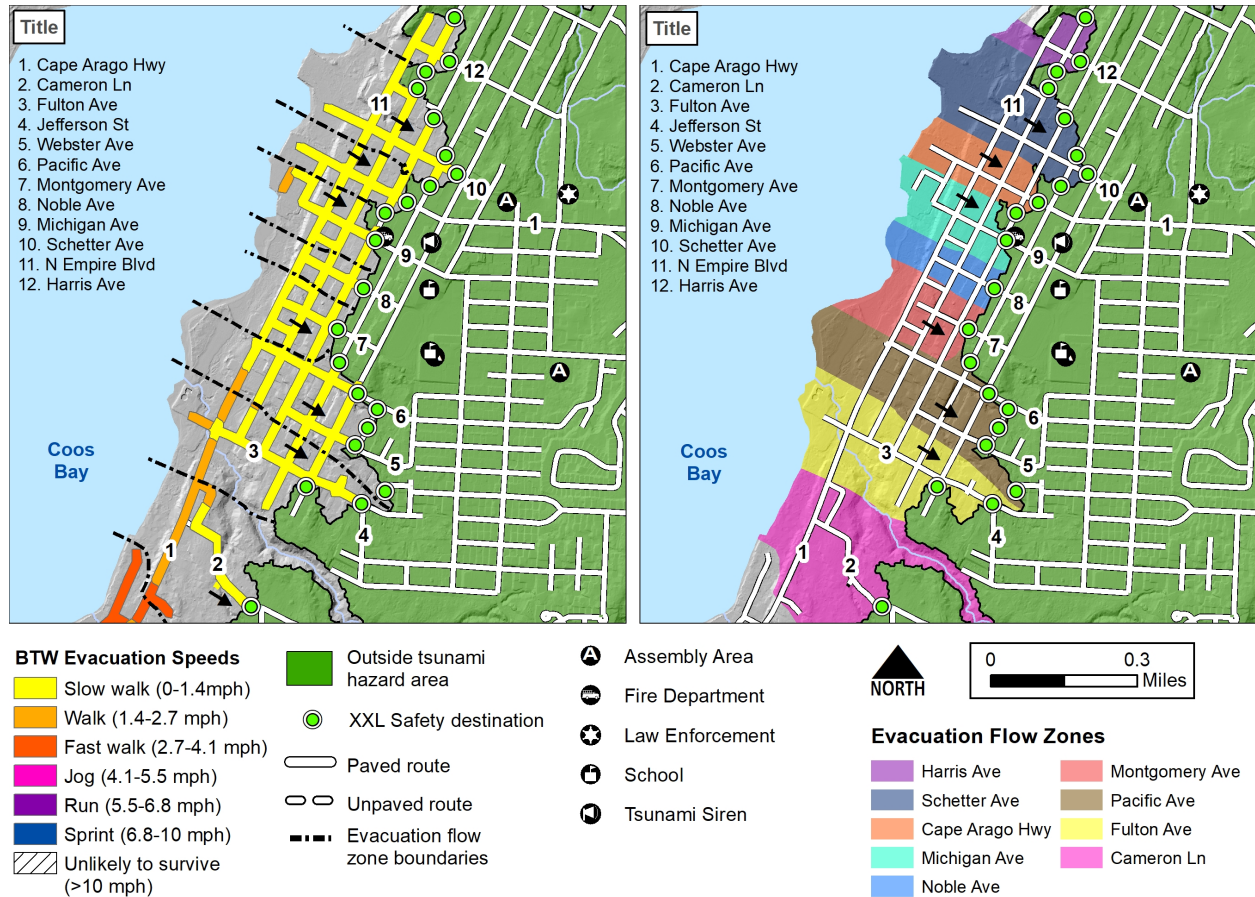 Title
1. Cape Arago Hwy
2. Cameron Ln
3. Fulton Ave
4. Jefferson St
5. Webster Ave
6. Pacific Ave
7. Montgomery Ave
8. Noble Ave
9. Michigan Ave
10. Schetter Ave
11. N Empire Blvd
12. Harris Ave
12
11
10
A
1
9
8
7
A
6
3
5
4
1
2
Coos
Bay
Title
1. Cape Arago Hwy
2. Cameron Ln
3. Fulton Ave
4. Jefferson St
5. Webster Ave
6. Pacific Ave
7. Montgomery Ave
8. Noble Ave
9. Michigan Ave
10. Schetter Ave
11. N Empire Blvd
12. Harris Ave
12
11
10
A
1
9
8
7
A
6
3
5
4
1
2
Coos
Bay
BTW Evacuation Speeds
Slow walk (0-1.4mph)
Walk (1.4-2.7 mph)
Fast walk (2.7-4.1 mph)
Jog (4.1-5.5 mph)
Run (5.5-6.8 mph)
Sprint (6.8-10 mph)
Unlikely to survive
(>10 mph)
Outside tsunami
hazard area
XXL Safety destination
Paved route
Unpaved route
Evacuation flow
zone boundaries
A
Assembly Area
Fire Department
Law Enforcement
School
Tsunami Siren
NORTH
0 0.3
Miles
Evacuation Flow Zones
Harris Ave
Schetter Ave
Cape Arago Hwy
Michigan Ave
Noble Ave
Montgomery Ave
Pacific Ave
Fulton Ave
Cameron Ln